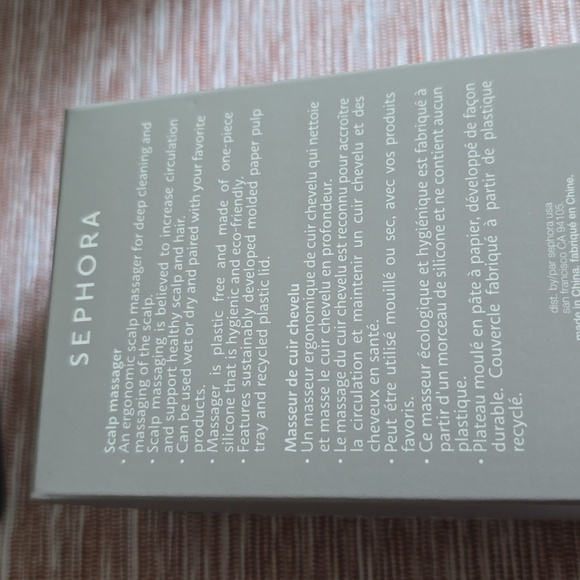 SEPHORA
Scalp massager
• An ergonomic scalp massager for deep cleaning and
massaging of the scalp.
• Scalp massaging is believed to increase circulation
and support healthy scalp and hair.
• Can be used wet or dry and paired with your favorite
products.
• Massager is plastic free and made of one-piece
silicone that is hygienic and eco-friendly.
• Features sustainably developed molded paper pulp
tray and recycled plastic lid.
Masseur de cuir chevelu
• Un masseur ergonomique de cuir chevelu qui nettoie
et masse le cuir chevelu en profondeur.
• Le massage du cuir chevelu est reconnu pour accroître
la circulation et maintenir un cuir chevelu et des
cheveux en santé.
• Peut être utilisé mouillé ou sec, avec vos produits
favoris.
• Ce masseur écologique et hygiénique est fabriqué à
partir d'un morceau de silicone et ne contient aucun
plastique.
• Plateau moulé en pâte à papier, développé de façon
durable. Couvercle fabriqué à partir de plastique
recyclé.
dist. by/par sephora usa
san francisco CA 94105
made in China. fabriqué en Chine.